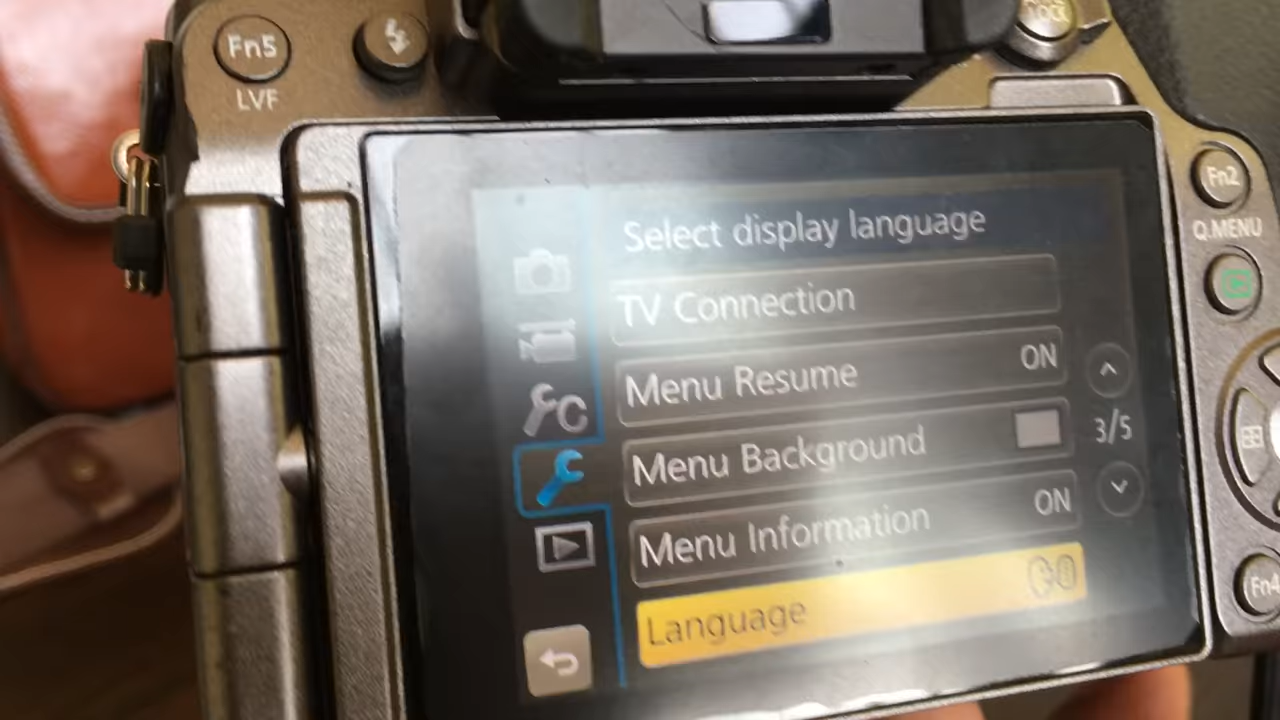 Fn5
LVF
Fn2
Q.MENU
Select display language
TV Connection
Menu Resume ON
Menu Background
3/5
Menu Information ON
Language
Fn4